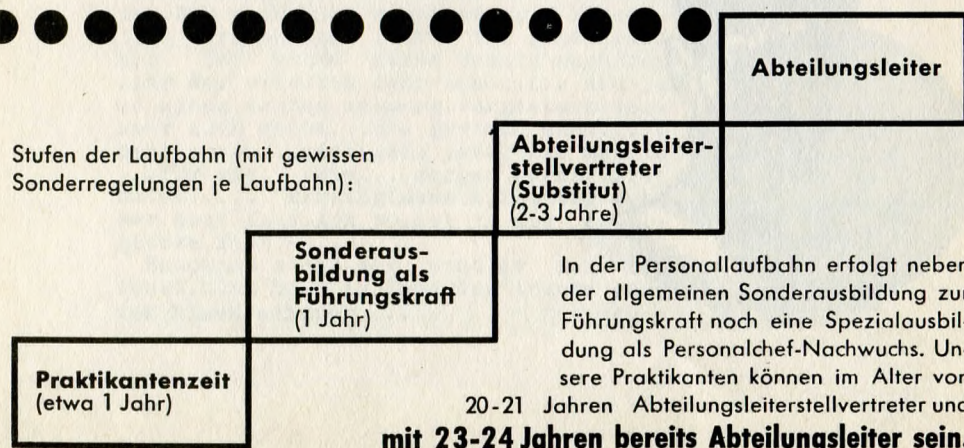 Abteilungsleiter
Stufen der Laufbahn (mit gewissen
Sonderregelungen je Laufbahn):
Abteilungsleiter-
stellvertreter
(Substitut)
(2-3 Jahre)
Sonderaus-
bildung als
Führungskraft
(1 Jahr)
Praktikantenzeit
(etwa 1 Jahr)
In der Personallaufbahn erfolgt neben
der allgemeinen Sonderausbildung zur
Führungskraft noch eine Spezialausbil-
dung als Personalchef-Nachwuchs. Un-
sere Praktikanten können im Alter von
20-21 Jahren Abteilungsleiterstellvertreter und
mit 23-24 Jahren bereits Abteilungsleiter sein.